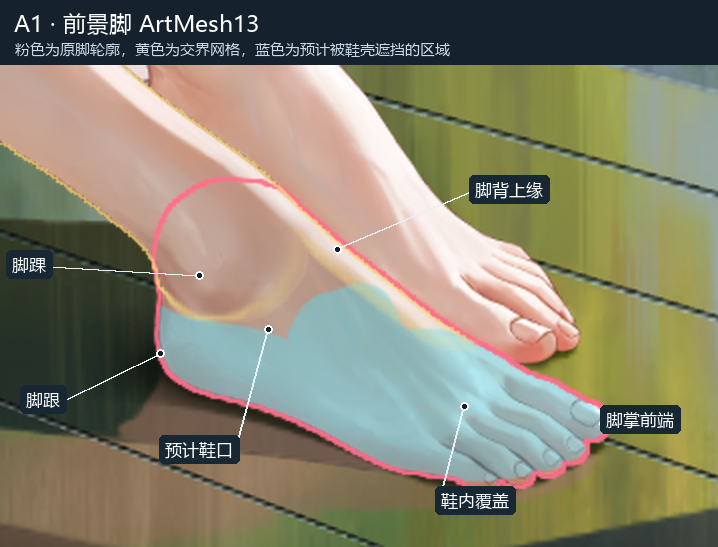 A1 · 前景脚 ArtMesh13
粉色为原脚轮廓，黄色为交界网格，蓝色为预计被鞋壳遮挡的区域
脚背上缘
脚踝
脚跟
脚掌前端
预计鞋口
鞋内覆盖